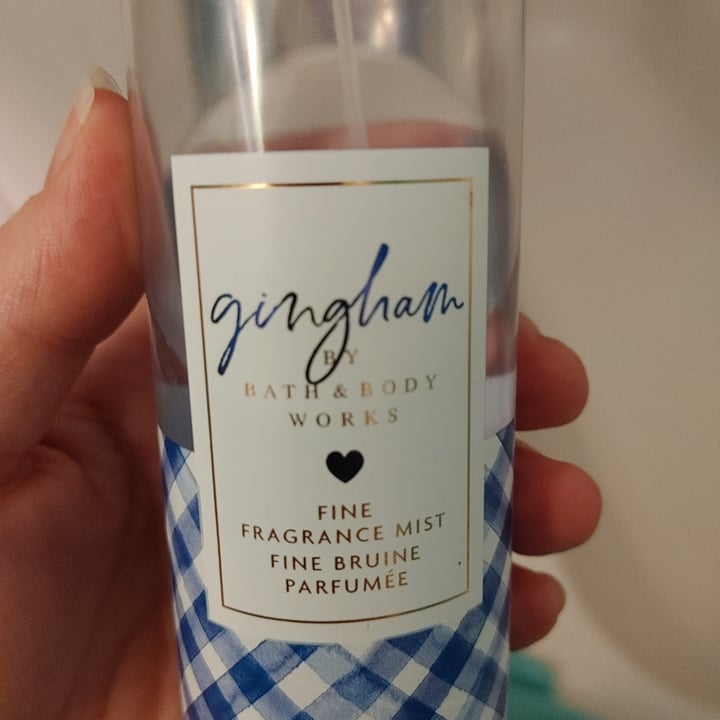 gingham
BY
BATH & BODY
WORKS
FINE
FRAGRANCE MIST
FINE BRUINE
PARFUMÉE